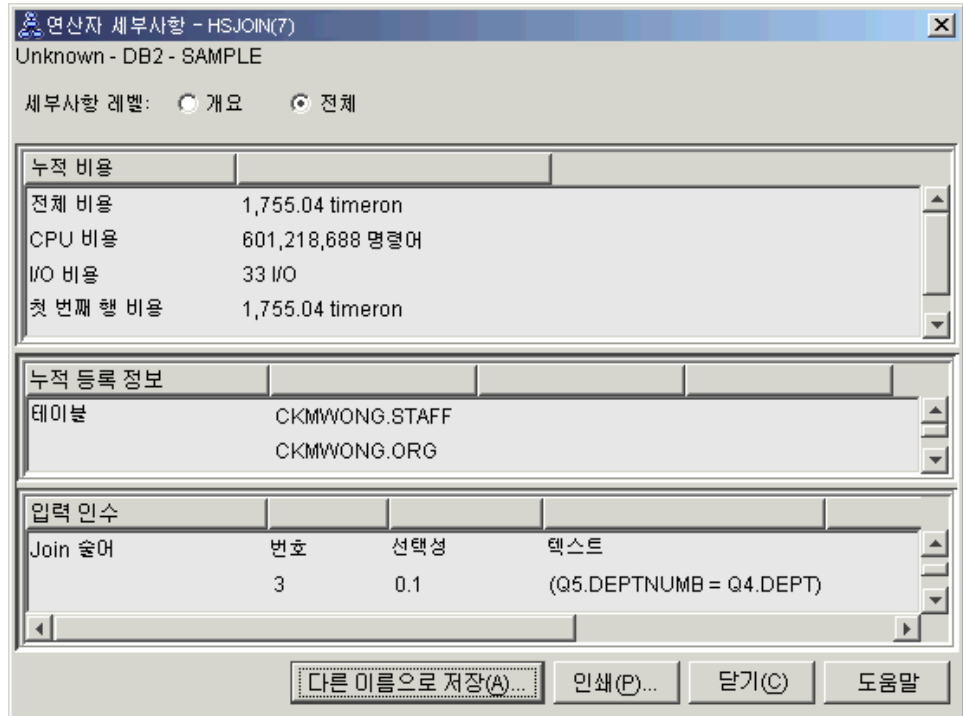 연산자 세부사항 - HSJOIN(7)
Unknown - DB2 - SAMPLE
세부사항 레벨: 개요 전체
누적 비용
전체 비용 1,755.04 timeron
CPU 비용 601,218,688 명령어
I/O 비용 33 I/O
첫 번째 행 비용 1,755.04 timeron
누적 등록 정보
테이블 CKMWONG.STAFF
CKMWONG.ORG
입력 인수
Join 술어 번호 선택성 텍스트
3 0.1 (Q5.DEPTNUMB = Q4.DEPT)
다른 이름으로 저장(A)... 인쇄(P)... 닫기(C) 도움말